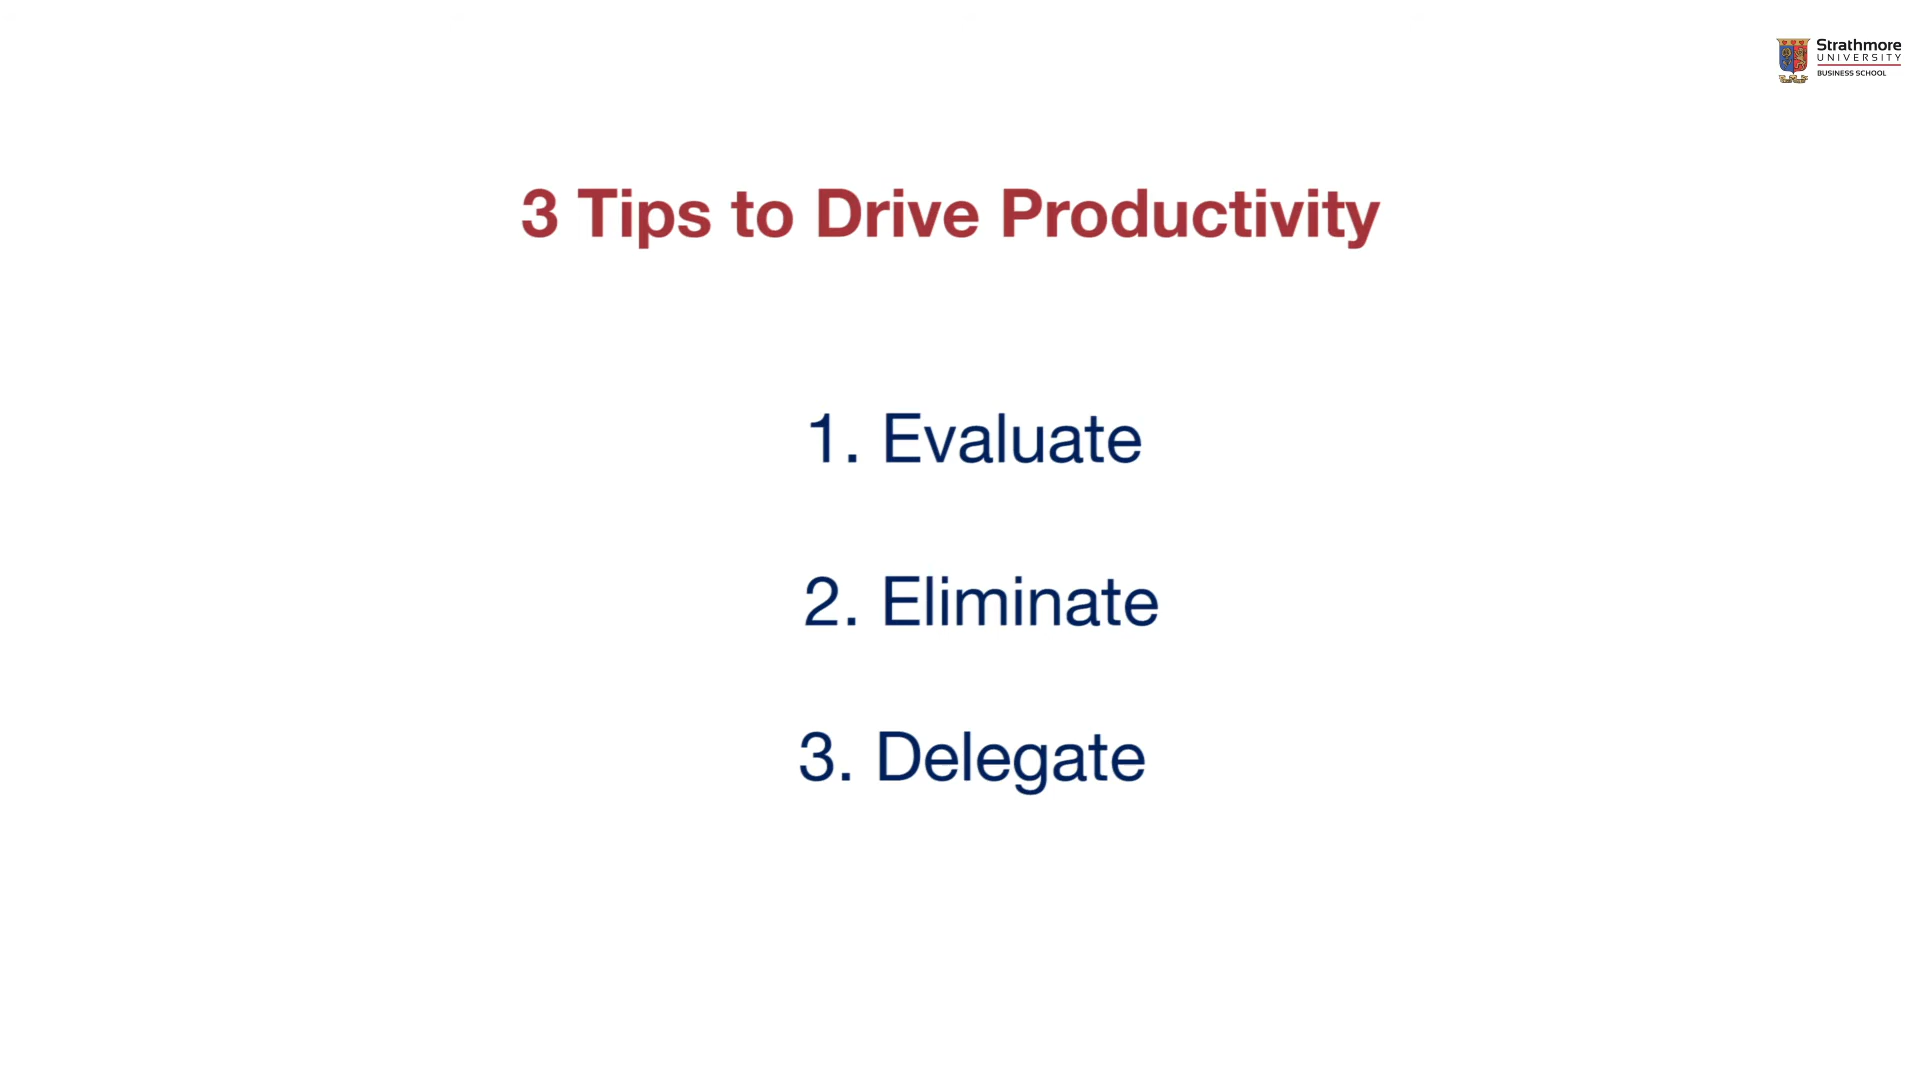 Strathmore
UNIVERSITY
BUSINESS SCHOOL
3 Tips to Drive Productivity
1. Evaluate
2. Eliminate
3. Delegate